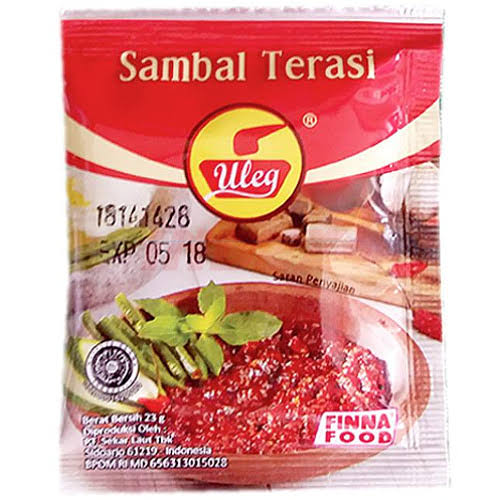 Sambal Terasi
®
Uleg
18141428
EXP 05 18
Saran Penyajian
Berat Bersih 23 g
Diproduksi Oleh :
PT. Sekar Laut Tbk
Sidoarjo 61219, Indonesia
BPOM RI MD 656313015028
FINNA
FOOD